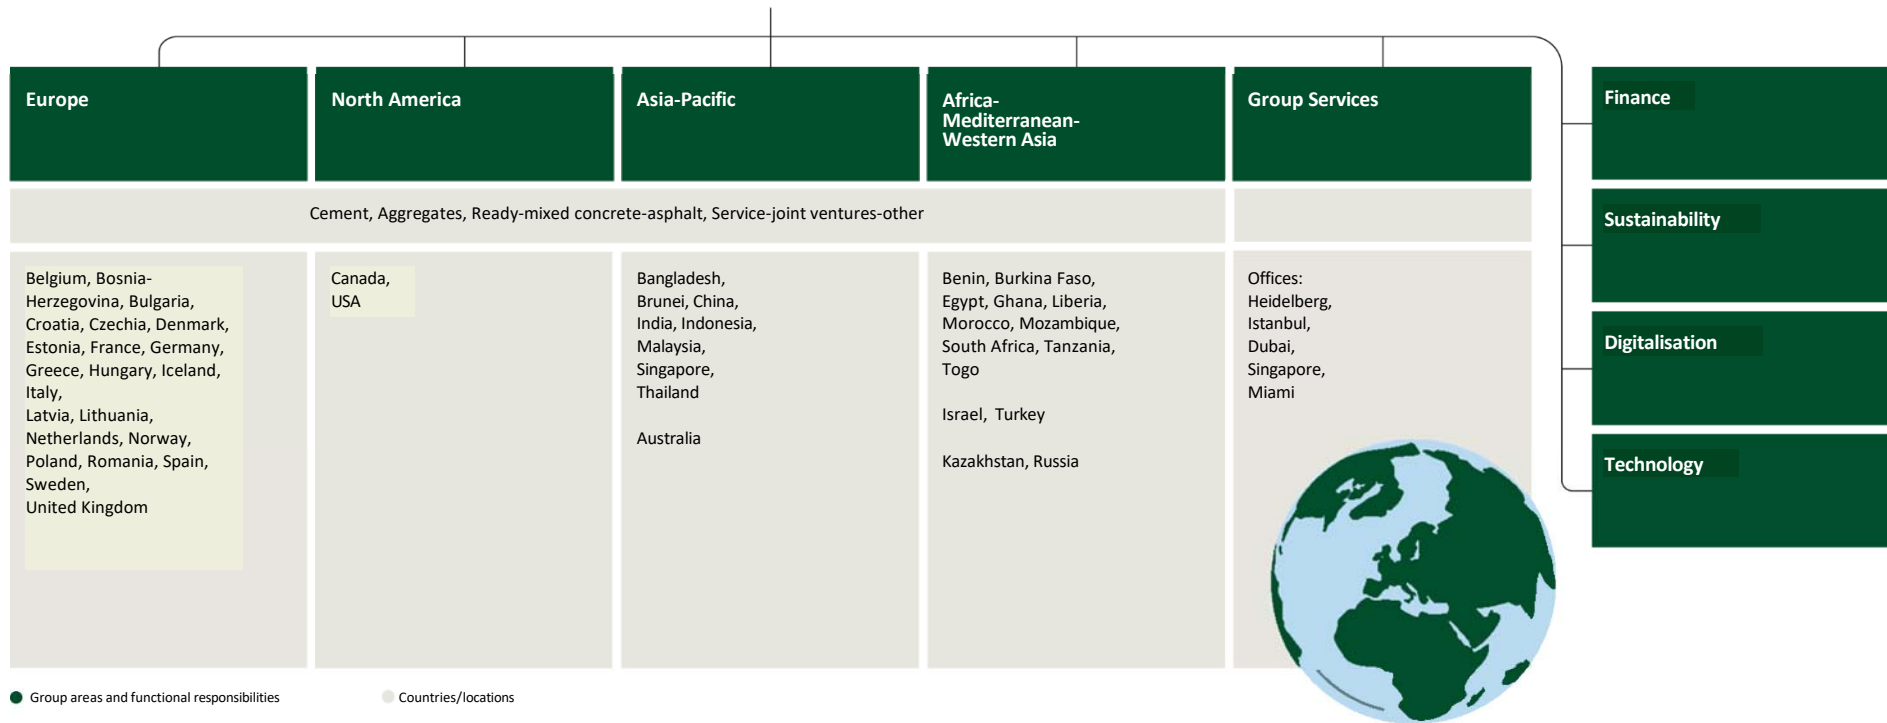 Europe
North America
Asia-Pacific
Africa-
Mediterranean-
Western Asia
Group Services
Finance
Sustainability
Digitalisation
Technology
Cement, Aggregates, Ready-mixed concrete-asphalt, Service-joint ventures-other
Belgium, Bosnia-
Herzegovina, Bulgaria,
Croatia, Czechia, Denmark,
Estonia, France, Germany,
Greece, Hungary, Iceland,
Italy,
Latvia, Lithuania,
Netherlands, Norway,
Poland, Romania, Spain,
Sweden,
United Kingdom
Canada,
USA
Bangladesh,
Brunei, China,
India, Indonesia,
Malaysia,
Singapore,
Thailand
Australia
Benin, Burkina Faso,
Egypt, Ghana, Liberia,
Morocco, Mozambique,
South Africa, Tanzania,
Togo
Israel, Turkey
Kazakhstan, Russia
Offices:
Heidelberg,
Istanbul,
Dubai,
Singapore,
Miami
Group areas and functional responsibilities
Countries/locations